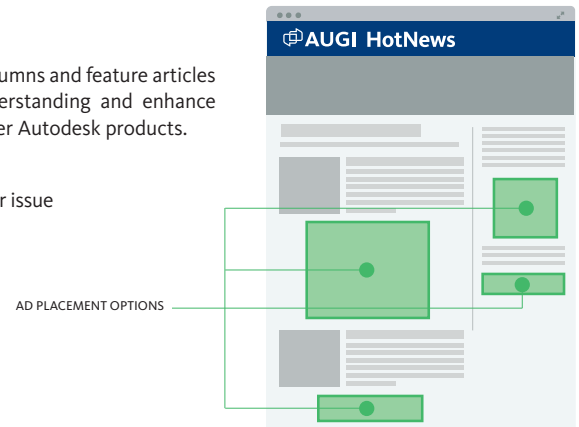 AUGI HotNews
umns and feature articles
erstanding and enhance
er Autodesk products.
r issue
AD PLACEMENT OPTIONS